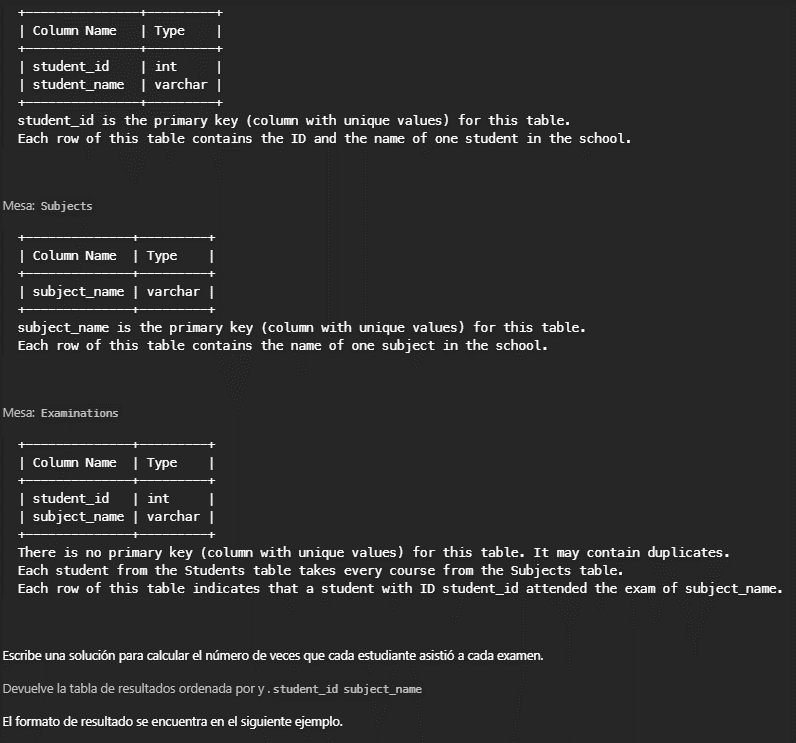 +---------------+---------+
| Column Name   | Type    |
+---------------+---------+
| student_id    | int     |
| student_name  | varchar |
+---------------+---------+
student_id is the primary key (column with unique values) for this table.
Each row of this table contains the ID and the name of one student in the school.
Mesa: Subjects
+--------------+---------+
| Column Name  | Type    |
+--------------+---------+
| subject_name | varchar |
+--------------+---------+
subject_name is the primary key (column with unique values) for this table.
Each row of this table contains the name of one subject in the school.
Mesa: Examinations
+--------------+---------+
| Column Name  | Type    |
+--------------+---------+
| student_id   | int     |
| subject_name | varchar |
+--------------+---------+
There is no primary key (column with unique values) for this table. It may contain duplicates.
Each student from the Students table takes every course from the Subjects table.
Each row of this table indicates that a student with ID student_id attended the exam of subject_name.
Escribe una solución para calcular el número de veces que cada estudiante asistió a cada examen.
Devuelve la tabla de resultados ordenada por y . student_id subject_name
El formato de resultado se encuentra en el siguiente ejemplo.